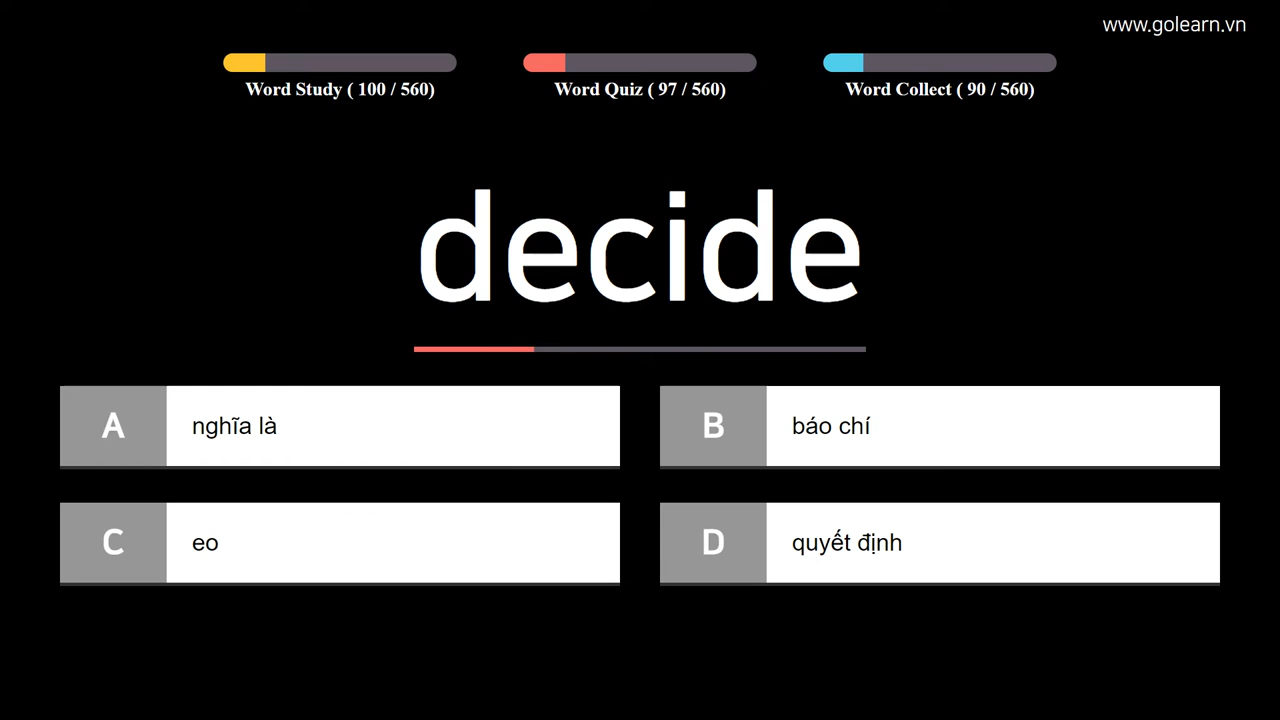 www.golearn.vn
Word Study ( 100 / 560)
Word Quiz ( 97 / 560)
Word Collect ( 90 / 560)
decide
A nghĩa là
B báo chí
C eo
D quyết định